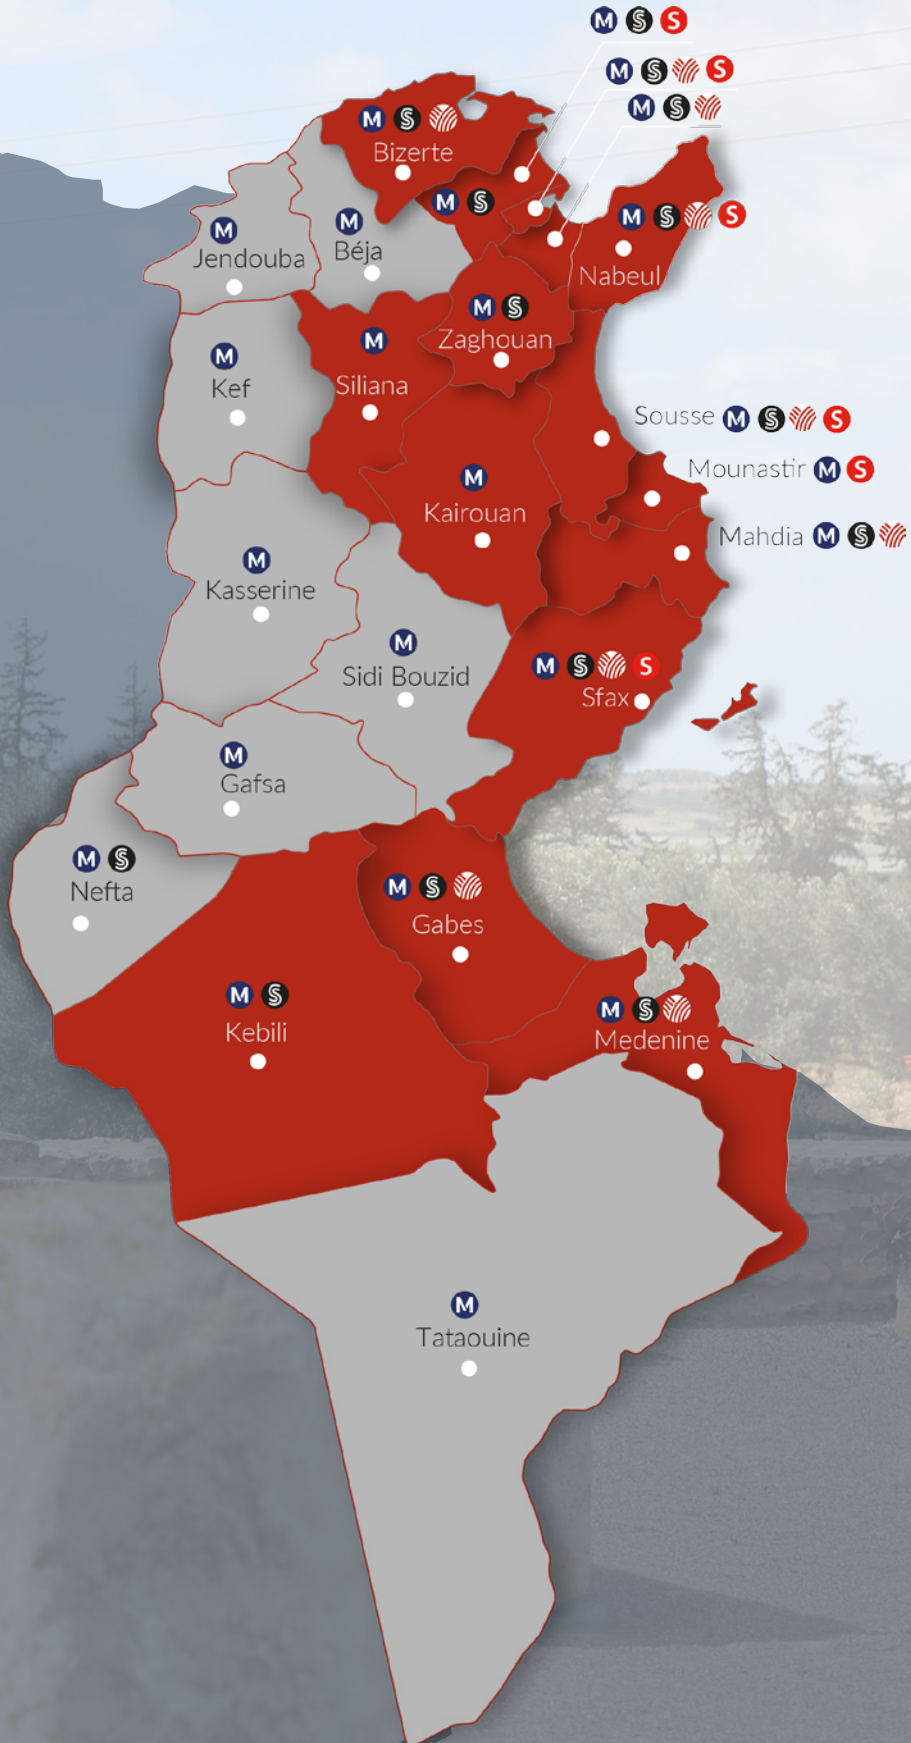 M S S
M S S
M S
M S
Bizerte
M S
M
Jendouba
M
Béja
M S S
Nabeul
M S
Zaghouan
M
Siliana
M
Kef
Sousse M S S
Mounastir M S
Mahdia M S
M
Kairouan
M
Kasserine
M
Sidi Bouzid
M S S
Sfax
M
Gafsa
M S
Nefta
M S
Gabes
M S
Kebili
M S
Medenine
M
Tataouine